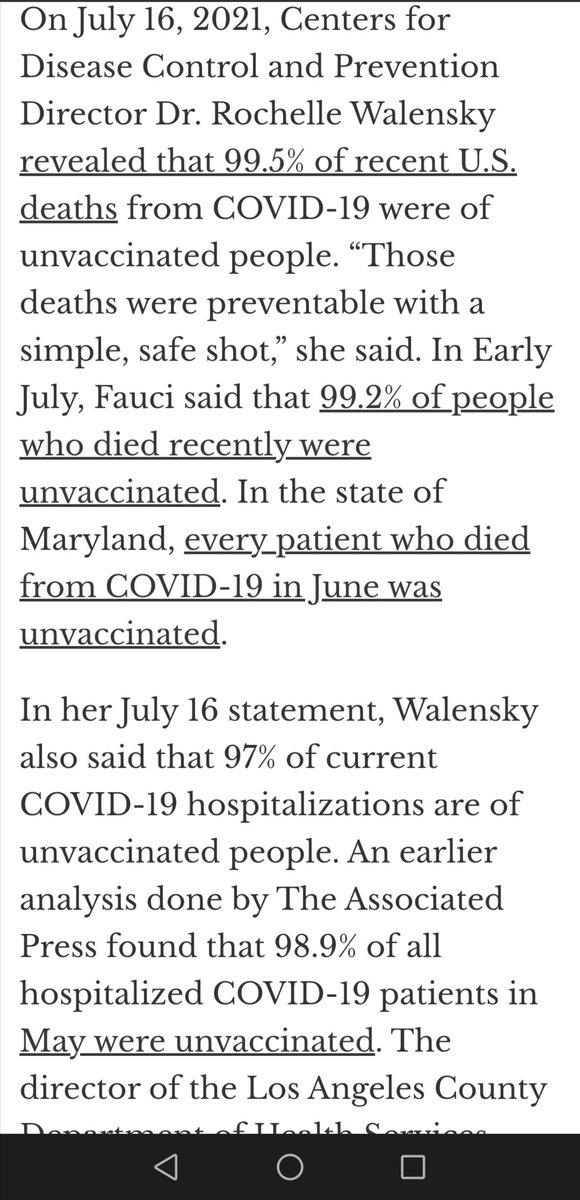 On July 16, 2021, Centers for
Disease Control and Prevention
Director Dr. Rochelle Walensky
revealed that 99.5% of recent U.S.
deaths from COVID-19 were of
unvaccinated people. “Those
deaths were preventable with a
simple, safe shot,” she said. In Early
July, Fauci said that 99.2% of people
who died recently were
unvaccinated. In the state of
Maryland, every patient who died
from COVID-19 in June was
unvaccinated.
In her July 16 statement, Walensky
also said that 97% of current
COVID-19 hospitalizations are of
unvaccinated people. An earlier
analysis done by The Associated
Press found that 98.9% of all
hospitalized COVID-19 patients in
May were unvaccinated. The
director of the Los Angeles County
Department of Health Services